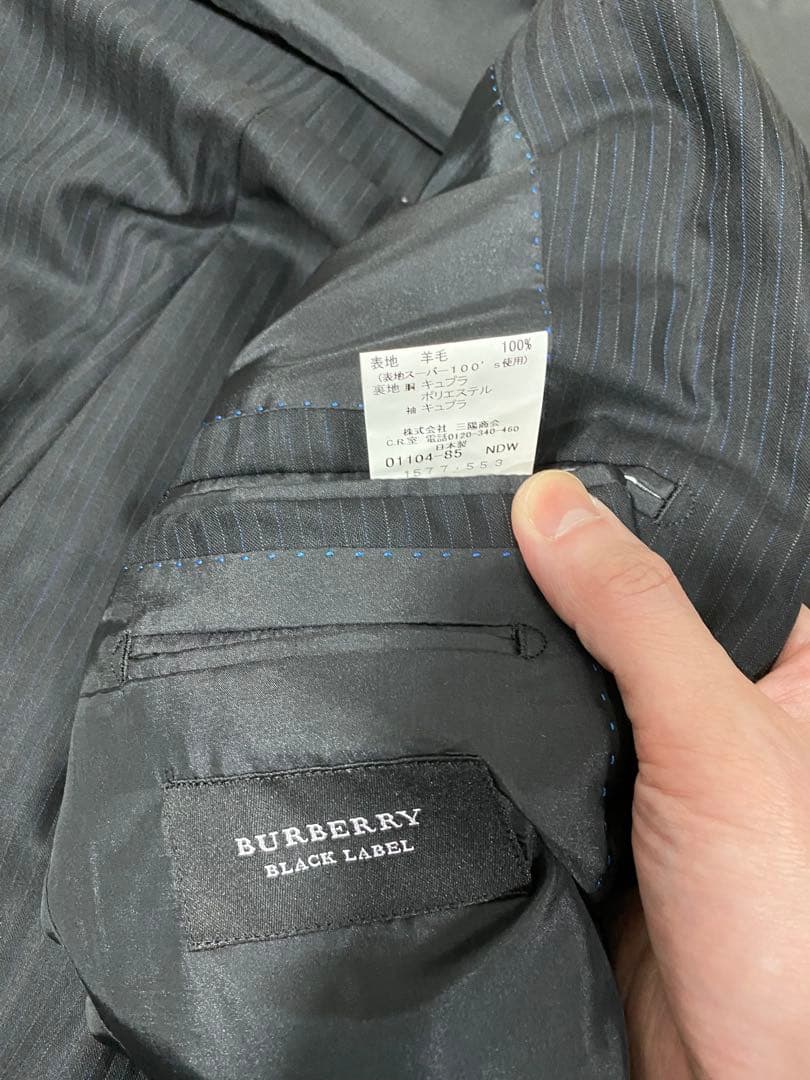 表地 羊毛 100%
(表地スーパー100's使用)
裏地 胴 キュプラ
ポリエステル
袖 キュプラ
株式会社 三陽商会
C.R室 電話0120-340-460
日本製
01104-85 NDW
1577-553
BURBERRY
BLACK LABEL